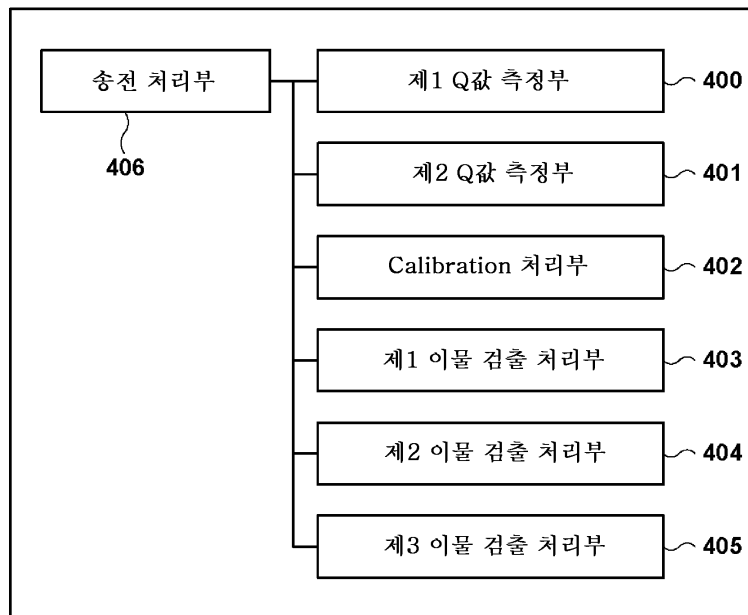 송전 처리부
406
제1 Q값 측정부
400
제2 Q값 측정부
401
Calibration 처리부
402
제1 이물 검출 처리부
403
제2 이물 검출 처리부
404
제3 이물 검출 처리부
405